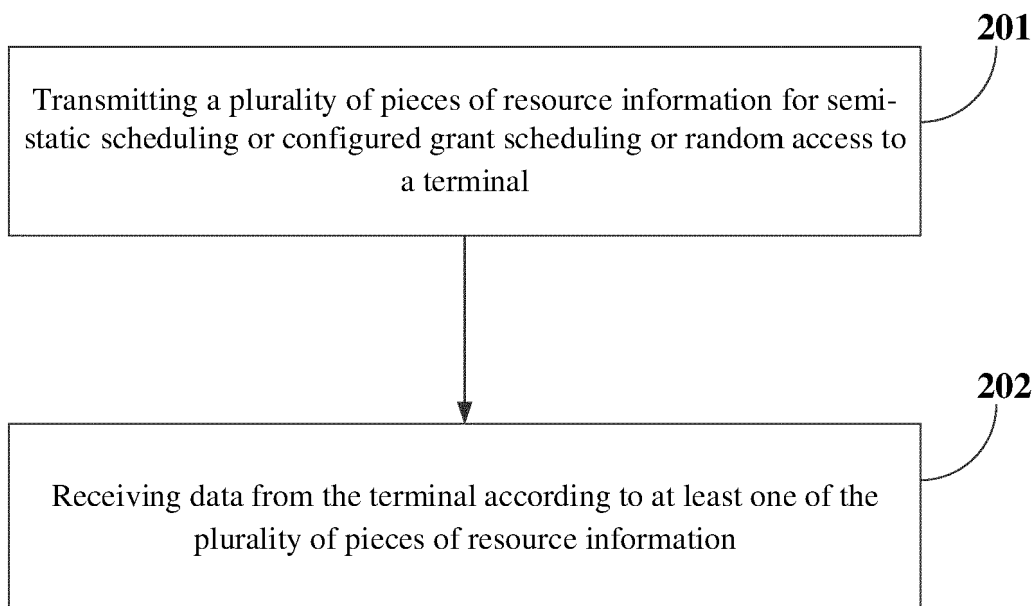 201
Transmitting a plurality of pieces of resource information for semi-
static scheduling or configured grant scheduling or random access to
a terminal
202
Receiving data from the terminal according to at least one of the
plurality of pieces of resource information